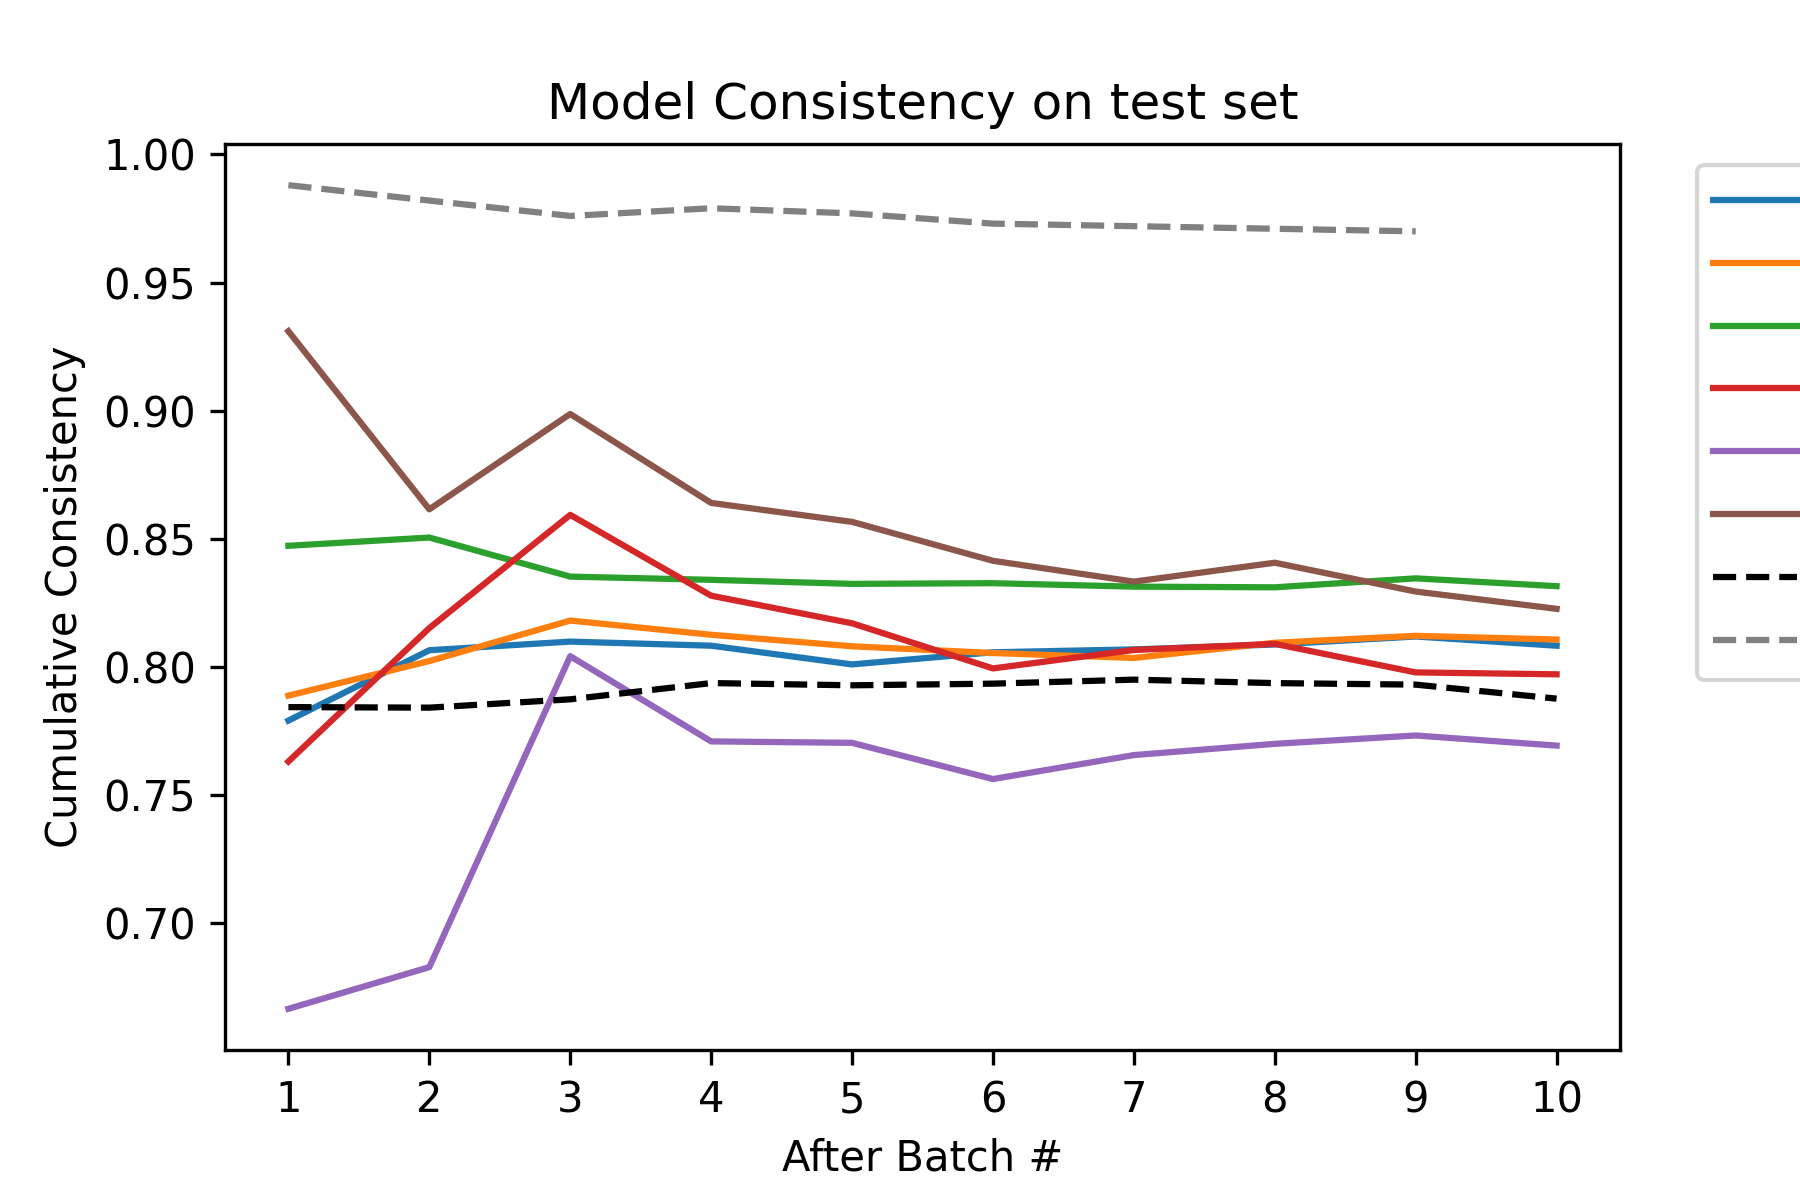 Model Consistency on test set
1.00
0.95
0.90
0.85
0.80
0.75
0.70
Cumulative Consistency
1 2 3 4 5 6 7 8 9 10
After Batch #